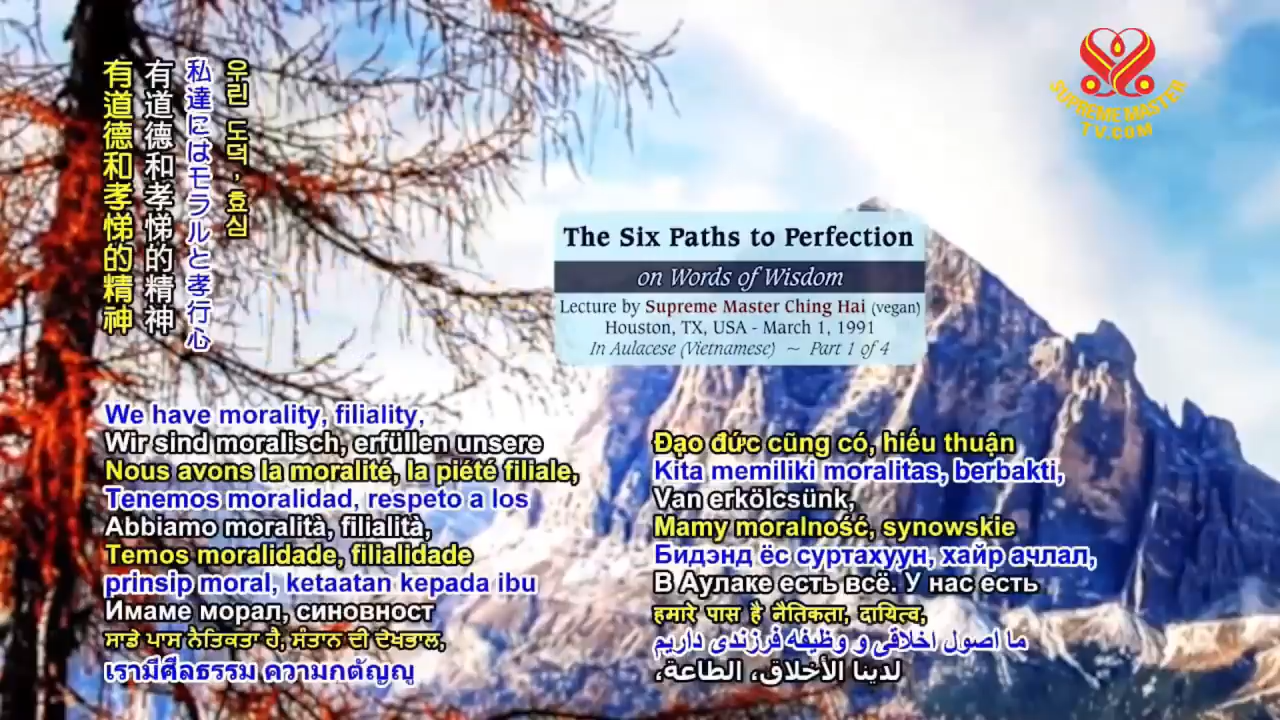 有道德和孝悌的精神
有道德和孝悌的精神
私達にはモラルと孝行心
우린 도덕, 효심
SUPREME MASTER
TV.COM
The Six Paths to Perfection
on Words of Wisdom
Lecture by Supreme Master Ching Hai (vegan)
Houston, TX, USA - March 1, 1991
In Aulacese (Vietnamese) ~ Part 1 of 4
We have morality, filiality,
Wir sind moralisch, erfüllen unsere
Nous avons la moralité, la piété filiale,
Tenemos moralidad, respeto a los
Abbiamo moralità, filialità,
Temos moralidade, filialidade
prinsip moral, ketaatan kepada ibu
Имаме морал, синовност
ਸਾਡੇ ਪਾਸ ਨੈਤਿਕਤਾ ਹੈ, ਸੰਤਾਨ ਦੀ ਦੇਖਭਾਲ,
เรามีศีลธรรม ความกตัญญู
Đạo đức cũng có, hiếu thuận
Kita memiliki moralitas, berbakti,
Van erkölcsünk,
Mamy moralność, synowskie
Бидэнд ёс суртахуун, хайр ачлал,
В Аулаке есть всё. У нас есть
हमारे पास है नैतिकता, दायित्व,
ما اصول اخلاقی و وظیفه فرزندی داریم
لدينا الأخلاق، الطاعة،